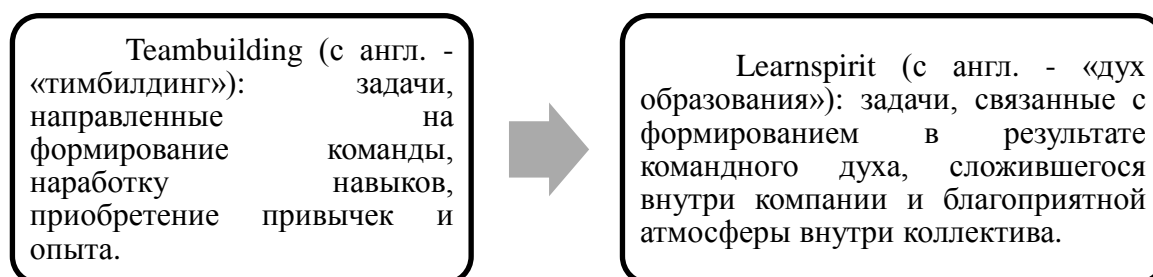 Teambuilding (с англ. -
«тимбилдинг»): задачи,
направленные на
формирование команды,
наработку навыков,
приобретение привычек и
опыта.
Learnspirit (с англ. - «дух
образования»): задачи, связанные с
формированием в результате
командного духа, сложившегося
внутри компании и благоприятной
атмосферы внутри коллектива.